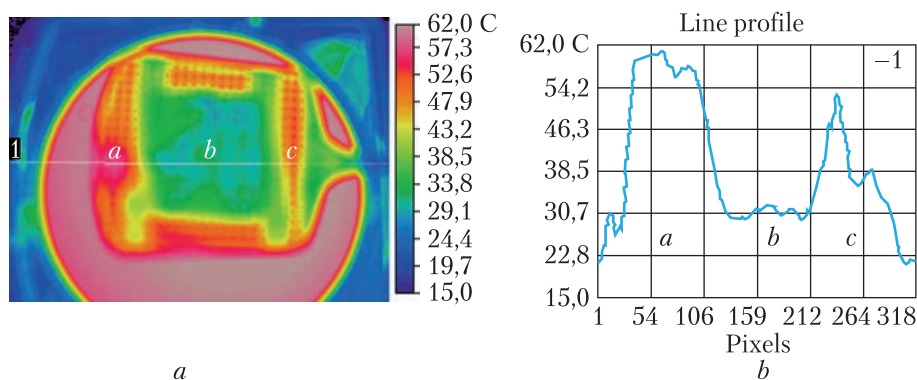 1
a
b
c
62,0 C
57,3
52,6
47,9
43,2
38,5
33,8
29,1
24,4
19,7
15,0
a
Line profile
62,0 C
54,2
46,3
38,5
30,7
22,8
15,0
−1
a
b
c
1 54 106 159 212 264 318
Pixels
b